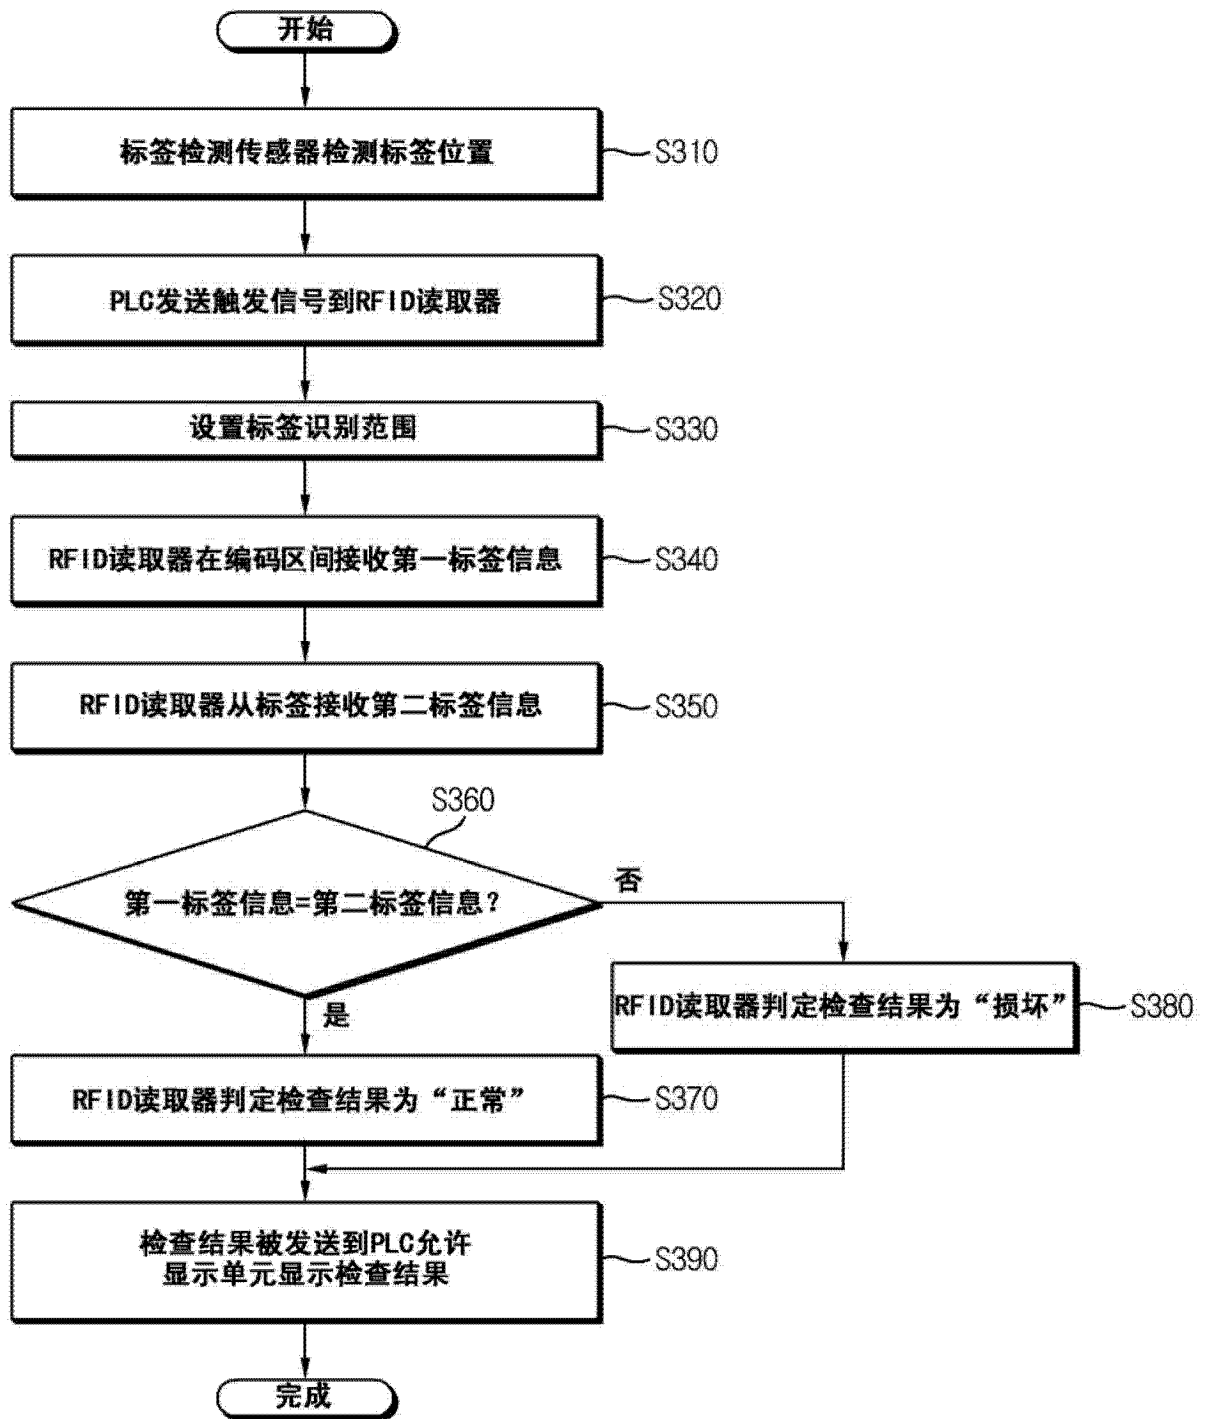 开始
标签检测传感器检测标签位置
S310
PLC发送触发信号到RFID读取器
S320
设置标签识别范围
S330
RFID读取器在编码区间接收第一标签信息
S340
RFID读取器从标签接收第二标签信息
S350
S360
第一标签信息=第二标签信息？
否
是
RFID读取器判定检查结果为“损坏”
S380
RFID读取器判定检查结果为“正常”
S370
检查结果被发送到PLC允许
显示单元显示检查结果
S390
完成